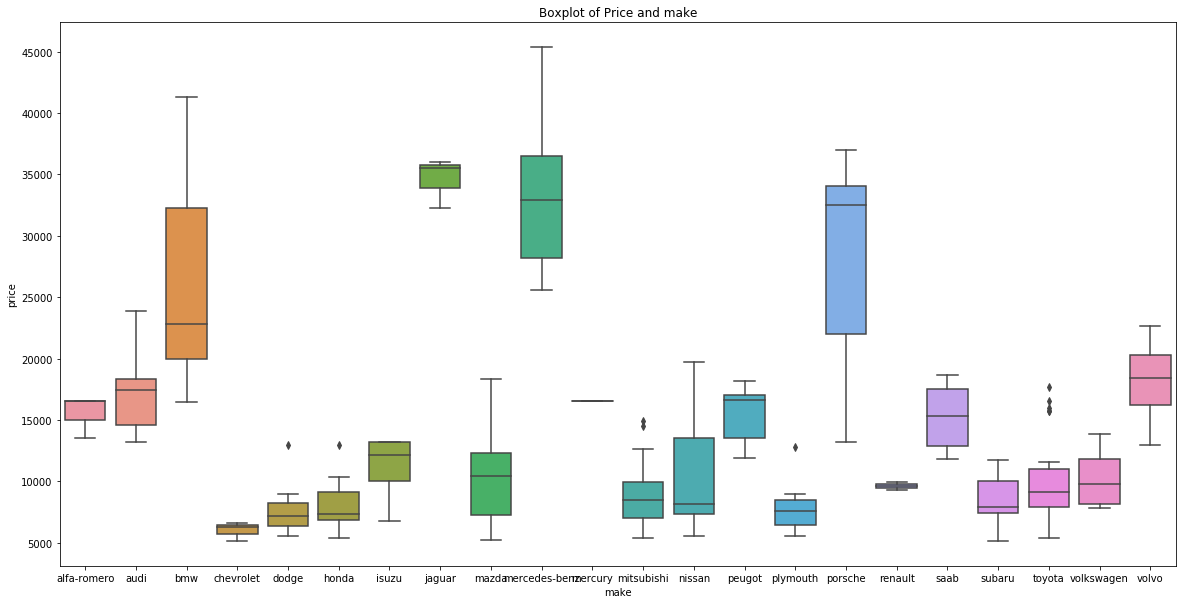 Boxplot of Price and make
45000
40000
35000
30000
25000
20000
15000
10000
5000
price
alfa-romero audi bmw chevrolet dodge honda isuzu jaguar mazda mercedes-benz mercury mitsubishi nissan peugot plymouth porsche renault saab subaru toyota volkswagen volvo
make